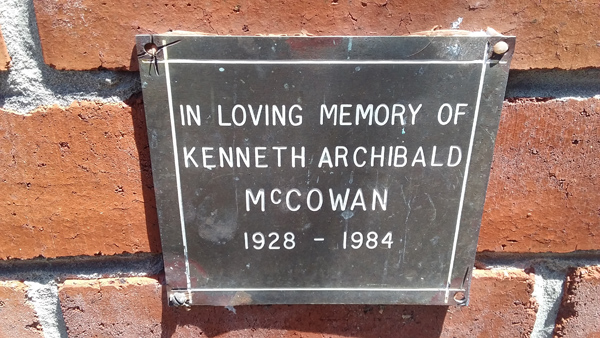 IN LOVING MEMORY OF
KENNETH ARCHIBALD
McCOWAN
1928 - 1984